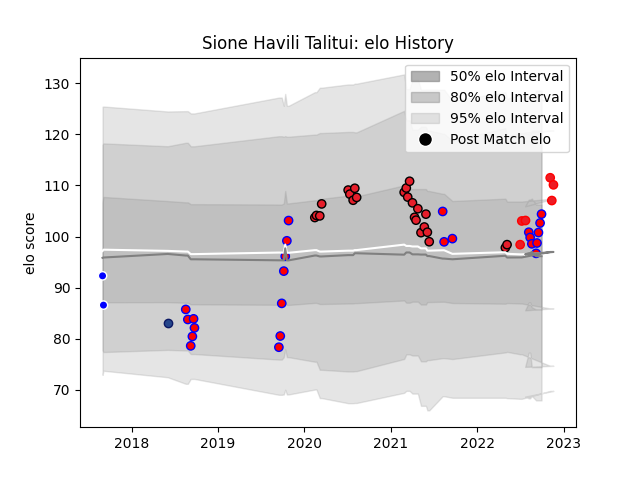 Sione Havili Talitui: elo History
50% elo Interval
80% elo Interval
95% elo Interval
Post Match elo
elo score
130
120
110
100
90
80
70
2018
2019
2020
2021
2022
2023